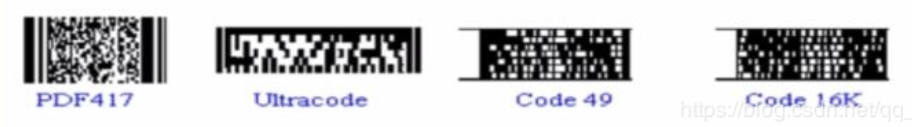 PDF417
Ultracode
Code 49
Code 16K
https://blog.csdn.net/qq_